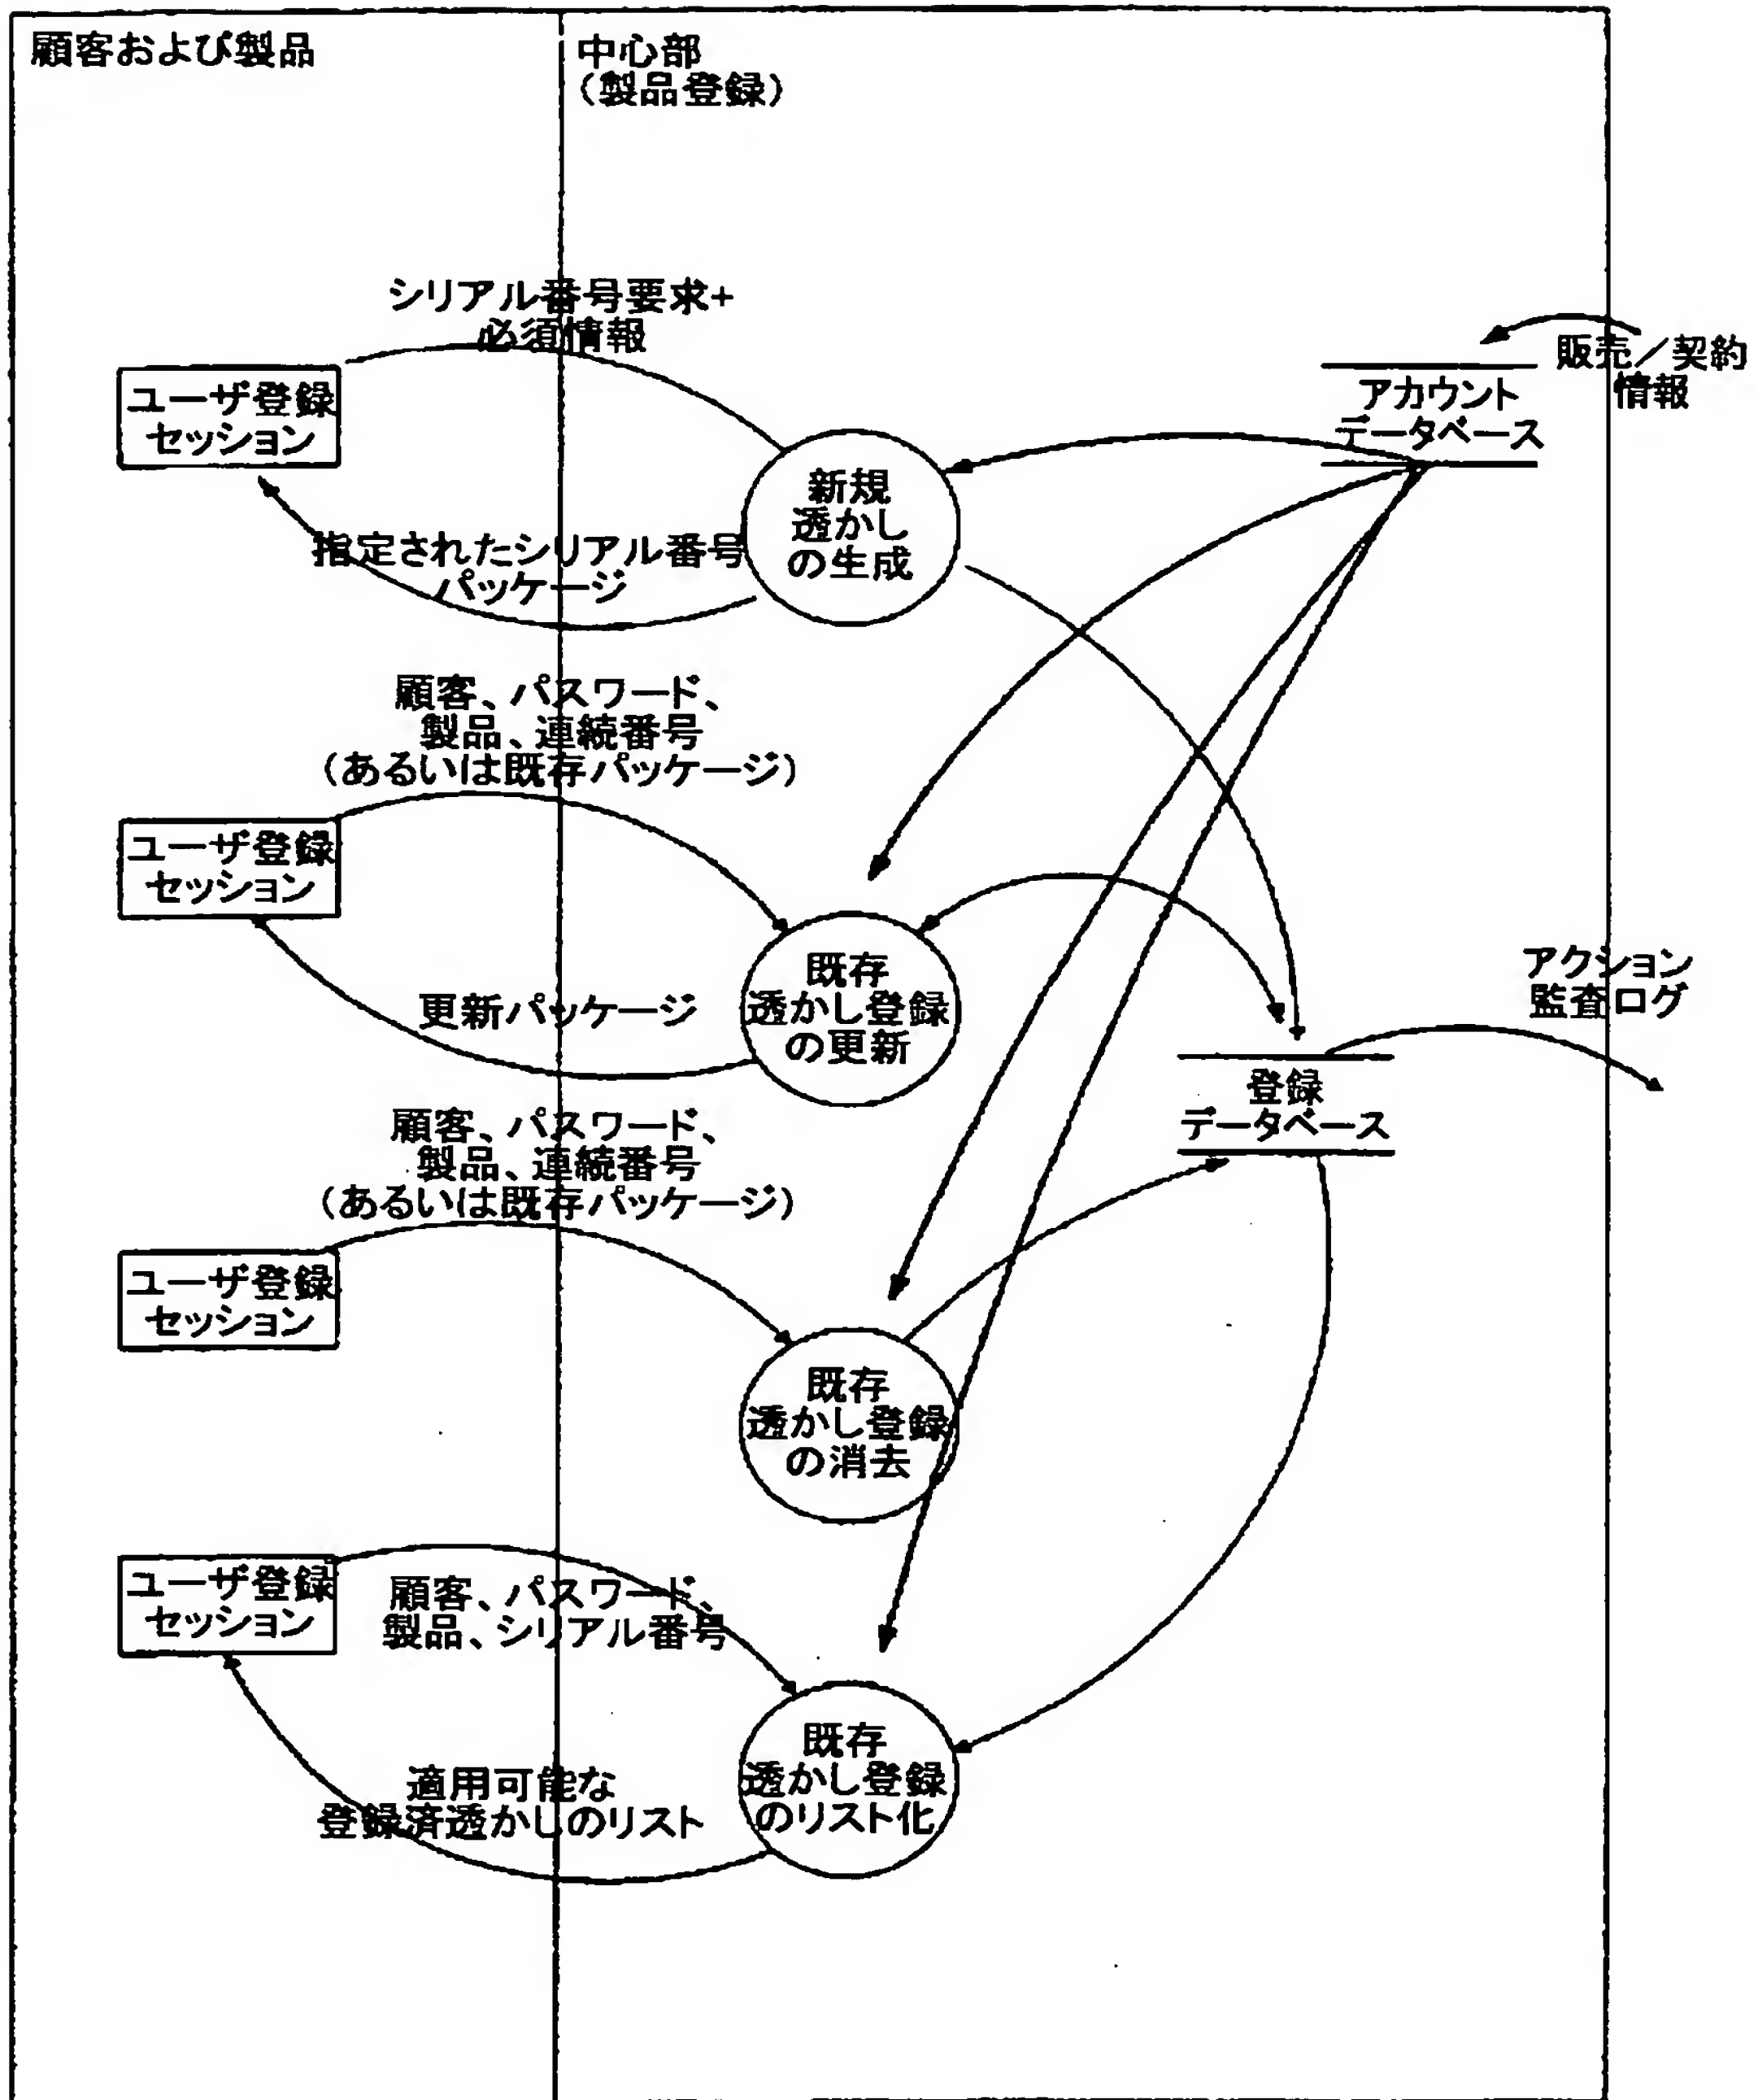 顧客および製品
中心部
(製品登録)
シリアル番号要求+
必須情報
ユーザ登録
セッション
指定されたシリアル番号
パッケージ
新規
透かし
の生成
アカウント
データベース
販売/契約
情報
顧客、パスワード、
製品、連続番号
(あるいは既存パッケージ)
ユーザ登録
セッション
更新パッケージ
既存
透かし登録
の更新
アクション
監査ログ
登録
データベース
顧客、パスワード、
製品、連続番号
(あるいは既存パッケージ)
ユーザ登録
セッション
既存
透かし登録
の消去
ユーザ登録
セッション
顧客、パスワード、
製品、シリアル番号
適用可能な
登録済透かしのリスト
既存
透かし登録
のリスト化